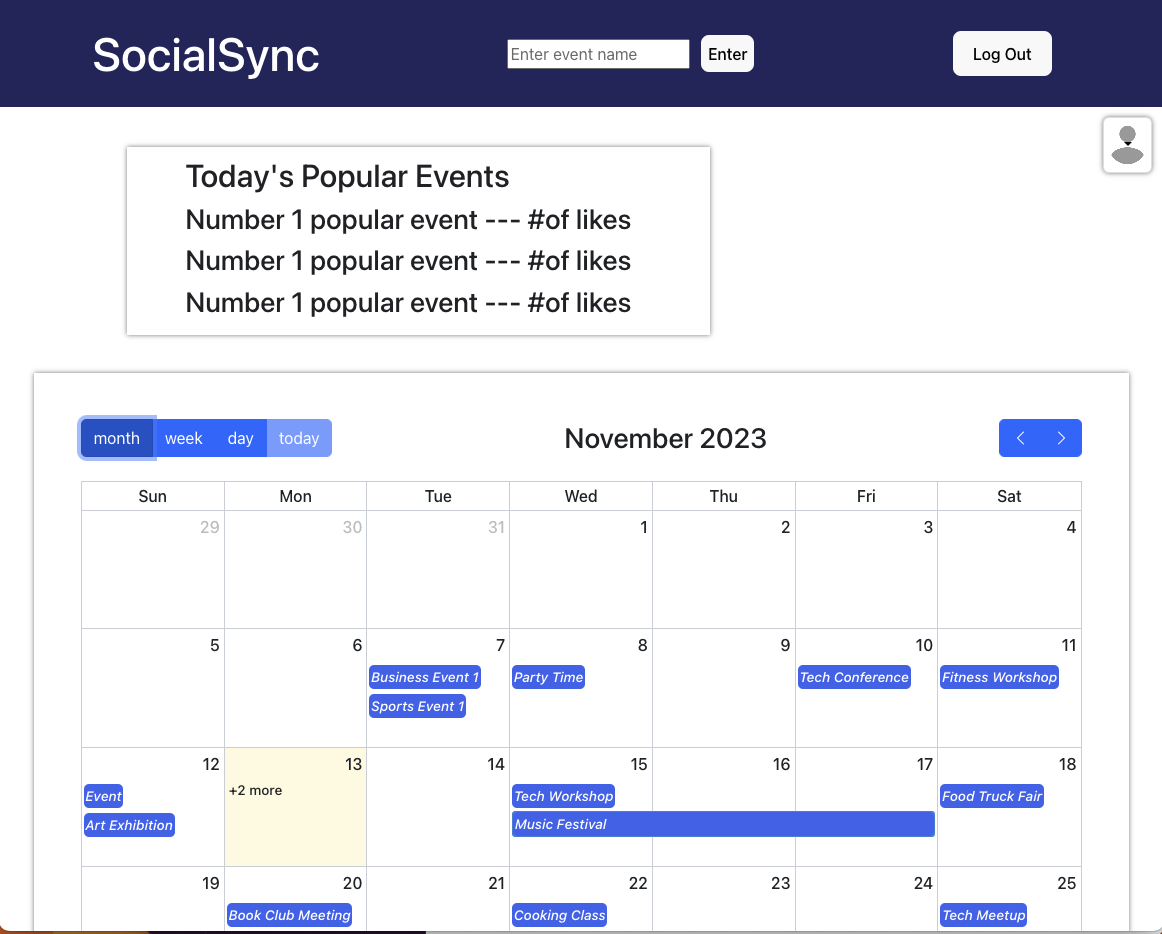 SocialSync
Enter event name
Enter
Log Out
Today's Popular Events
Number 1 popular event --- #of likes
Number 1 popular event --- #of likes
Number 1 popular event --- #of likes
month week day today
November 2023
Sun Mon Tue Wed Thu Fri Sat
29 30 31 1 2 3 4
5 6 7 8 9 10 11
Business Event 1 Party Time Tech Conference Fitness Workshop
Sports Event 1
12 13 14 15 16 17 18
+2 more
Event Tech Workshop Food Truck Fair
Art Exhibition Music Festival
19 20 21 22 23 24 25
Book Club Meeting Cooking Class Tech Meetup